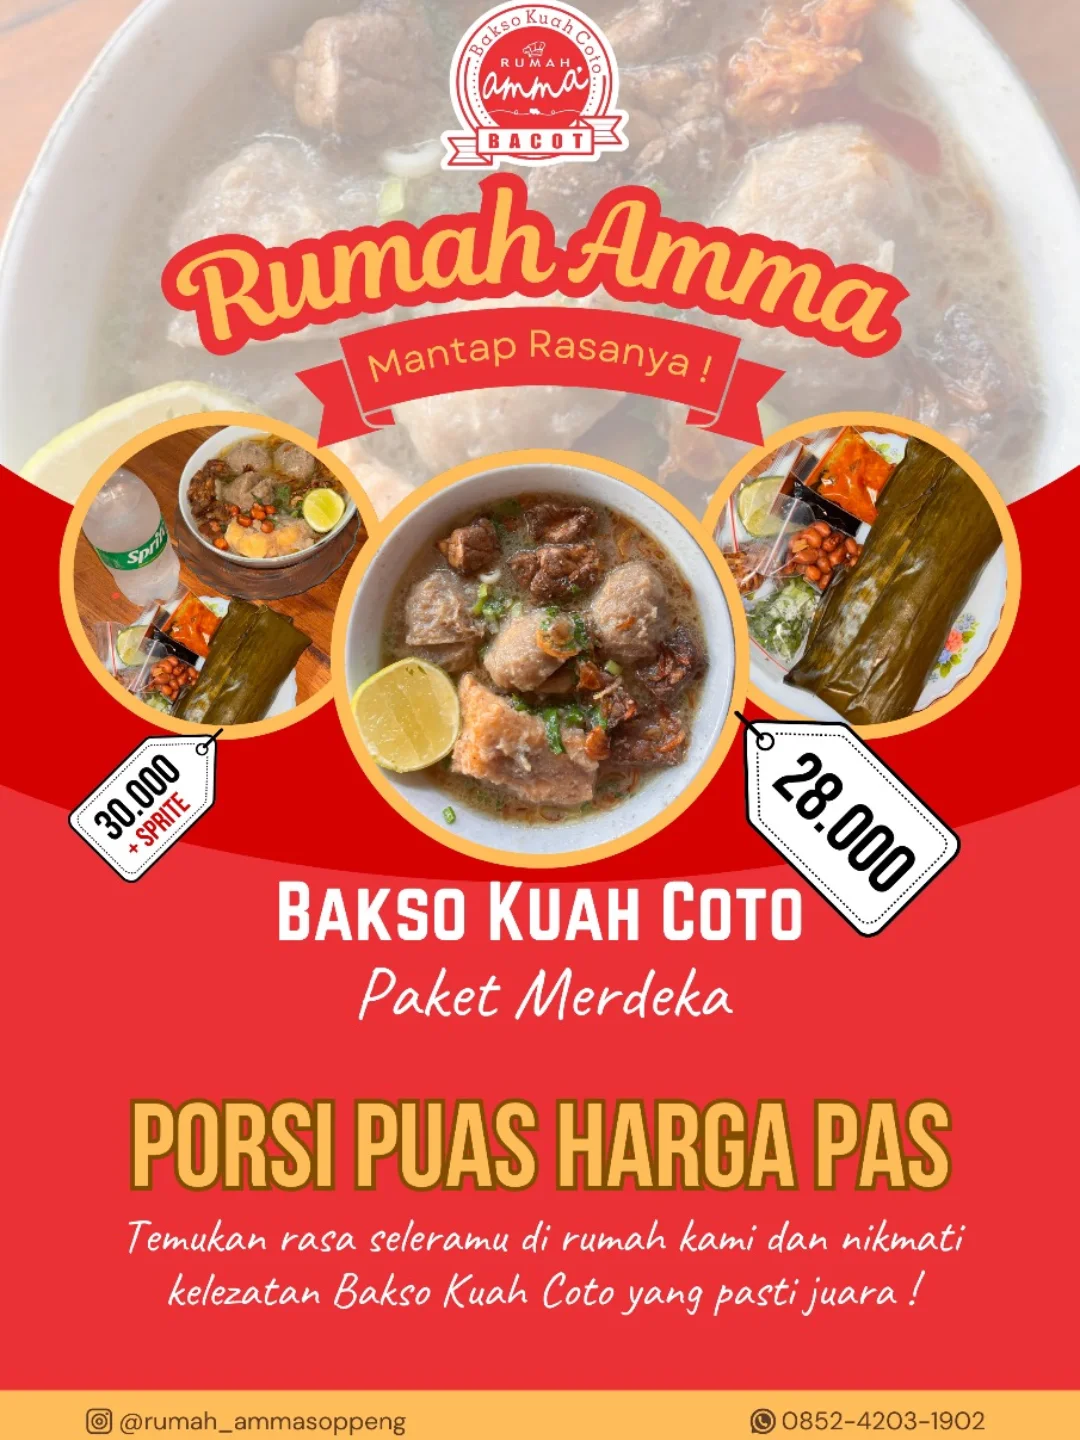 Bakso Kuah Coto
RUMAH
amma'
BACOT
Rumah Amma
Mantap Rasanya !
Sprite
30.000
+ SPRITE
28.000
BAKSO KUAH COTO
Paket Merdeka
PORSI PUAS HARGA PAS
Temukan rasa seleramu di rumah kami dan nikmati
kelezatan Bakso Kuah Coto yang pasti juara !
@rumah_ammasoppeng
0852-4203-1902